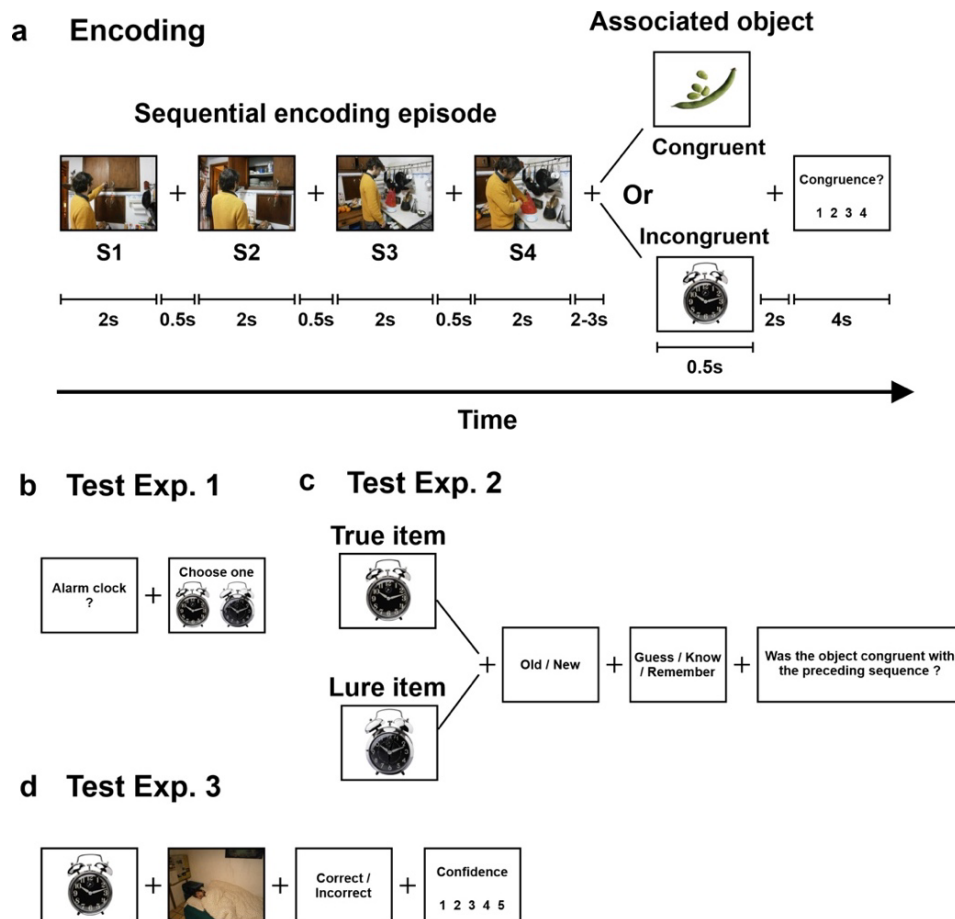 a Encoding
Associated object
Sequential encoding episode
Congruent
Or
Incongruent
Congruence?
1 2 3 4
S1 S2 S3 S4
2s 0.5s 2s 0.5s 2s 0.5s 2s 2-3s 2s 4s
0.5s
Time
b Test Exp. 1
Alarm clock
?
Choose one
c Test Exp. 2
True item
Lure item
Old / New
Guess / Know
/ Remember
Was the object congruent with
the preceding sequence ?
d Test Exp. 3
Correct /
Incorrect
Confidence
1 2 3 4 5